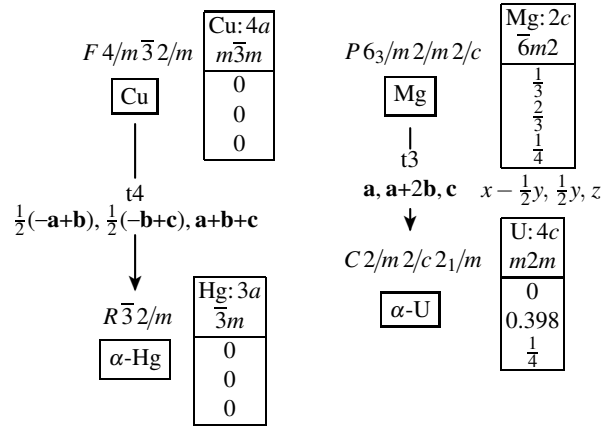 F 4/m 3̅ 2/m
Cu: 4a
m3̅m
Cu
0
0
0
t4
½(−a+b), ½(−b+c), a+b+c
R 3̅ 2/m
Hg: 3a
3̅m
α-Hg
0
0
0
P 6₃/m 2/m 2/c
Mg: 2c
6̅m2
Mg
1/3
2/3
1/4
t3
a, a+2b, c
x − ½y, ½y, z
C 2/m 2/c 2₁/m
U: 4c
m2m
α-U
0
0.398
1/4